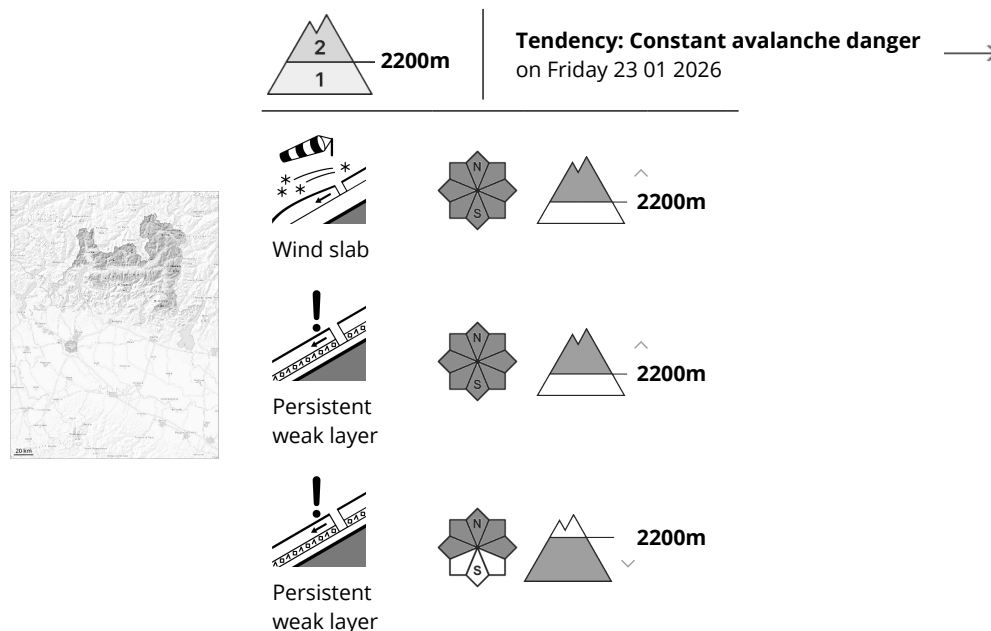 2
1
2200m
Tendency: Constant avalanche danger
on Friday 23 01 2026
N
S
2200m
Wind slab
N
S
2200m
Persistent
weak layer
20 km
N
S
2200m
Persistent
weak layer